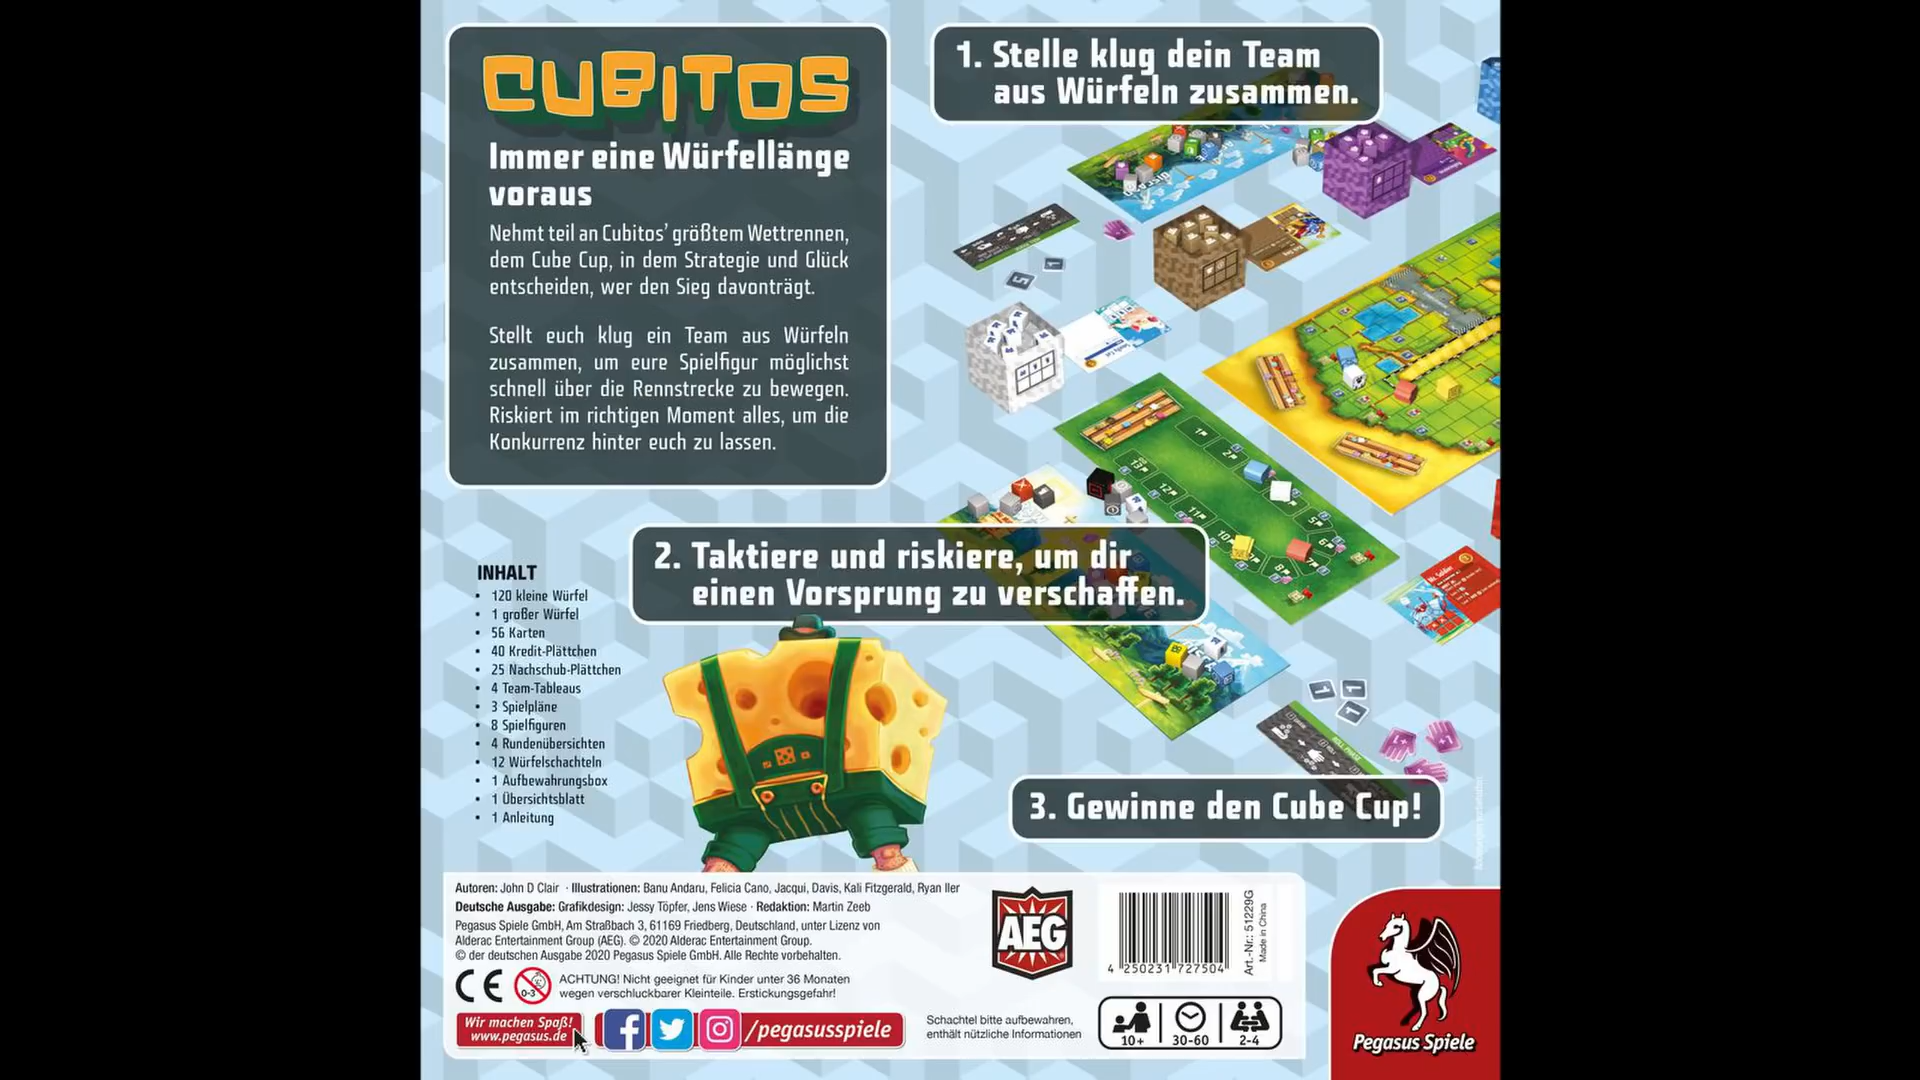 CUBITOS
Immer eine Würfellänge
voraus
Nehmt teil an Cubitos’ größtem Wettrennen,
dem Cube Cup, in dem Strategie und Glück
entscheiden, wer den Sieg davonträgt.
Stellt euch klug ein Team aus Würfeln
zusammen, um eure Spielfigur möglichst
schnell über die Rennstrecke zu bewegen.
Riskiert im richtigen Moment alles, um die
Konkurrenz hinter euch zu lassen.
1. Stelle klug dein Team
aus Würfeln zusammen.
2. Taktiere und riskiere, um dir
einen Vorsprung zu verschaffen.
INHALT
• 120 kleine Würfel
• 1 großer Würfel
• 56 Karten
• 40 Kredit-Plättchen
• 25 Nachschub-Plättchen
• 4 Team-Tableaus
• 3 Spielpläne
• 8 Spielfiguren
• 4 Rundenübersichten
• 12 Würfelschachteln
• 1 Aufbewahrungsbox
• 1 Übersichtsblatt
• 1 Anleitung
3. Gewinne den Cube Cup!
Autoren: John D Clair · Illustrationen: Banu Andaru, Felicia Cano, Jacqui, Davis, Kali Fitzgerald, Ryan Iler
Deutsche Ausgabe: Grafikdesign: Jessy Töpfer, Jens Wiese · Redaktion: Martin Zeeb
Pegasus Spiele GmbH, Am Straßbach 3, 61169 Friedberg, Deutschland, unter Lizenz von
Alderac Entertainment Group (AEG). © 2020 Alderac Entertainment Group.
© der deutschen Ausgabe 2020 Pegasus Spiele GmbH. Alle Rechte vorbehalten.
CE
0-3
ACHTUNG! Nicht geeignet für Kinder unter 36 Monaten
wegen verschluckbarer Kleinteile. Erstickungsgefahr!
Wir machen Spaß!
www.pegasus.de
/pegasusspiele
AEG
4 250231 727504
Art.-Nr.: 51229G
Made in China
Schachtel bitte aufbewahren,
enthält nützliche Informationen
10+
30-60
2-4
Pegasus Spiele